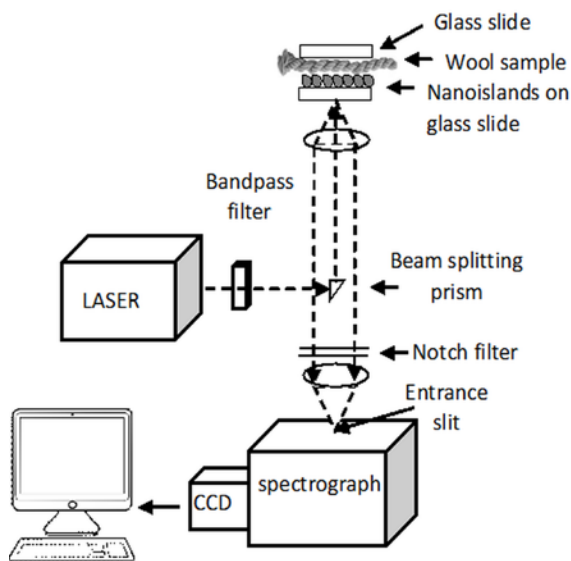 Glass slide
Wool sample
Nanoislands on
glass slide
Bandpass
filter
LASER
Beam splitting
prism
Notch filter
Entrance
slit
spectrograph
CCD